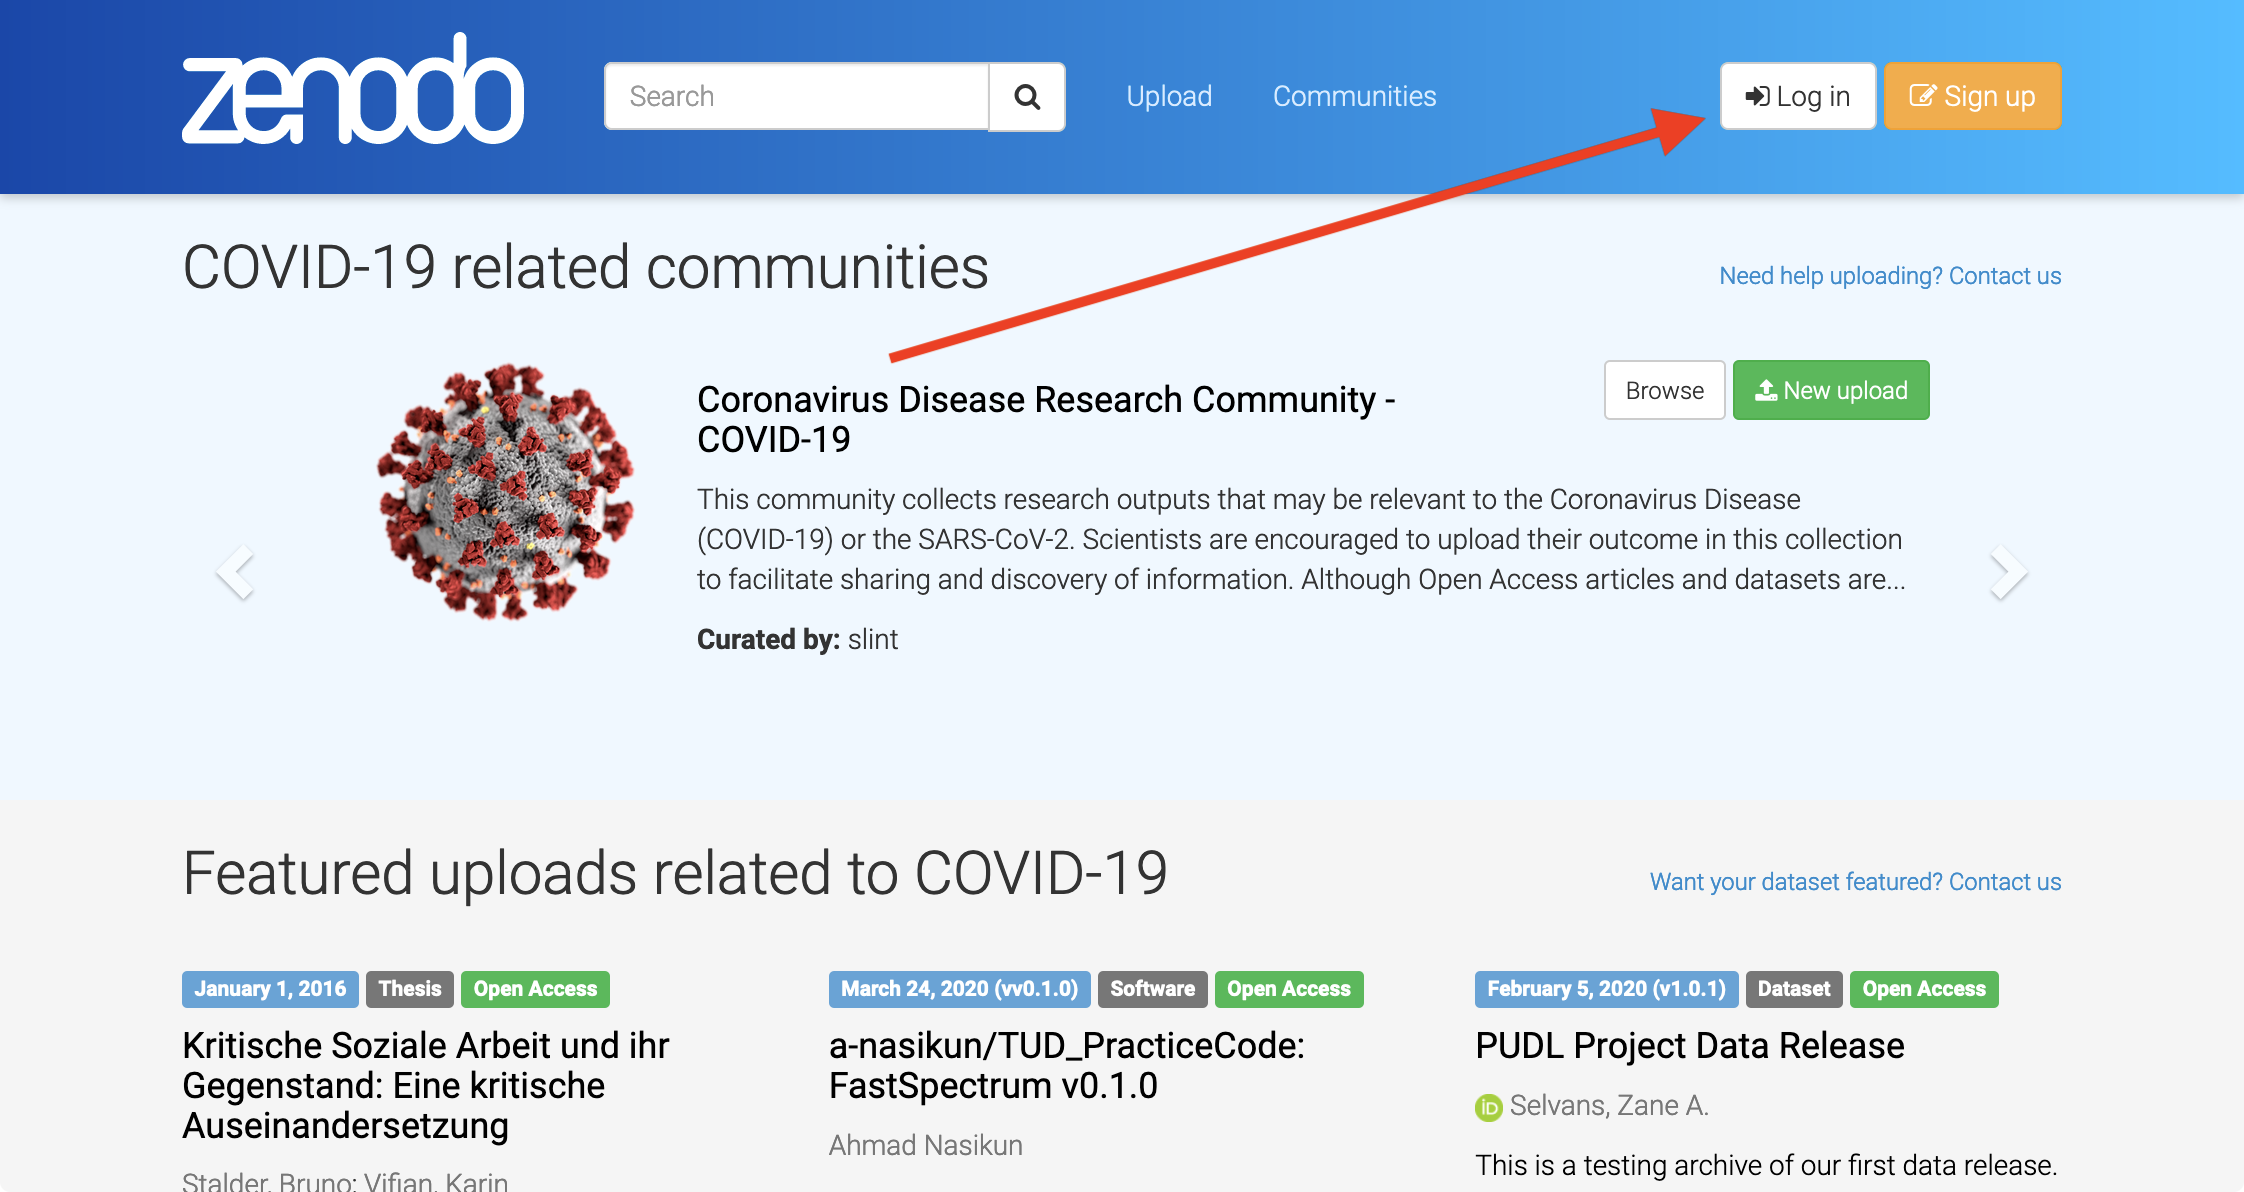 zenodo
Search
Upload
Communities
Log in
Sign up
COVID-19 related communities
Need help uploading? Contact us
Coronavirus Disease Research Community -
COVID-19
Browse
New upload
This community collects research outputs that may be relevant to the Coronavirus Disease
(COVID-19) or the SARS-CoV-2. Scientists are encouraged to upload their outcome in this collection
to facilitate sharing and discovery of information. Although Open Access articles and datasets are...
Curated by: slint
Featured uploads related to COVID-19
Want your dataset featured? Contact us
January 1, 2016 Thesis Open Access
Kritische Soziale Arbeit und ihr
Gegenstand: Eine kritische
Auseinandersetzung
Stalder, Bruno; Vifian, Karin
March 24, 2020 (vv0.1.0) Software Open Access
a-nasikun/TUD_PracticeCode:
FastSpectrum v0.1.0
Ahmad Nasikun
February 5, 2020 (v1.0.1) Dataset Open Access
PUDL Project Data Release
iD Selvans, Zane A.
This is a testing archive of our first data release.